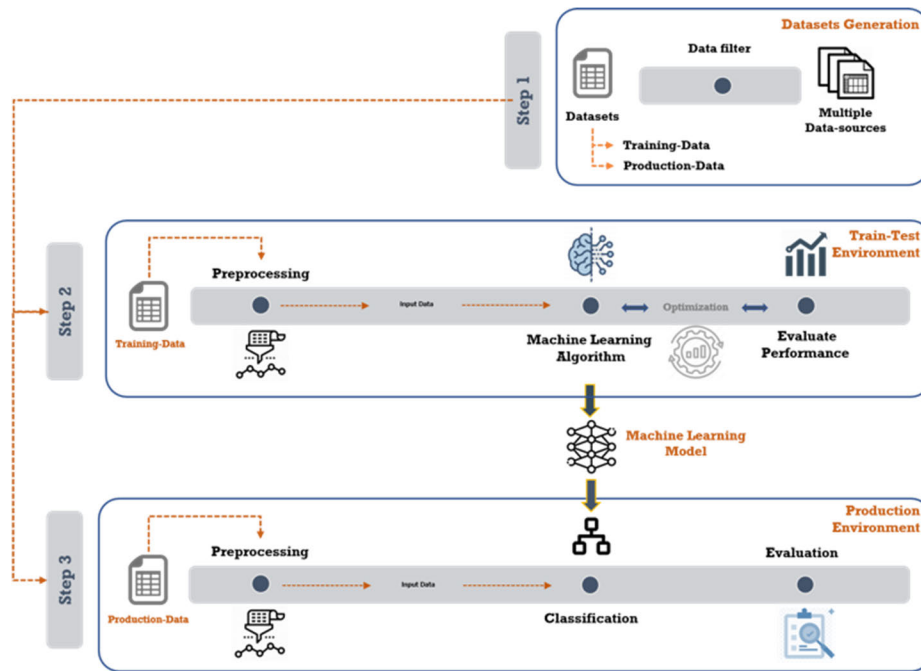 Datasets Generation
Step 1
Data filter
Datasets
Multiple
Data-sources
Training-Data
Production-Data
Step 2
Train-Test
Environment
Preprocessing
Input Data
Optimization
Training-Data
Machine Learning
Algorithm
Evaluate
Performance
Machine Learning
Model
Step 3
Production
Environment
Preprocessing
Evaluation
Input Data
Production-Data
Classification